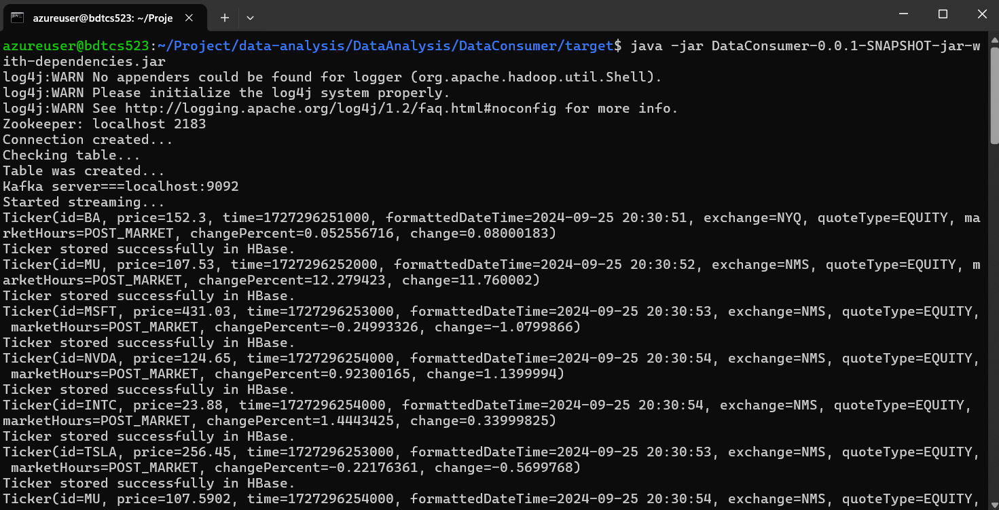 azureuser@bdtcs523: ~/Proje
azureuser@bdtcs523:~/Project/data-analysis/DataAnalysis/DataConsumer/target$ java -jar DataConsumer-0.0.1-SNAPSHOT-jar-w
ith-dependencies.jar
log4j:WARN No appenders could be found for logger (org.apache.hadoop.util.Shell).
log4j:WARN Please initialize the log4j system properly.
log4j:WARN See http://logging.apache.org/log4j/1.2/faq.html#noconfig for more info.
Zookeeper: localhost 2183
Connection created...
Checking table...
Table was created...
Kafka server===localhost:9092
Started streaming...
Ticker(id=BA, price=152.3, time=1727296251000, formattedDateTime=2024-09-25 20:30:51, exchange=NYQ, quoteType=EQUITY, ma
rketHours=POST_MARKET, changePercent=0.052556716, change=0.08000183)
Ticker stored successfully in HBase.
Ticker(id=MU, price=107.53, time=1727296252000, formattedDateTime=2024-09-25 20:30:52, exchange=NMS, quoteType=EQUITY, m
arketHours=POST_MARKET, changePercent=12.279423, change=11.760002)
Ticker stored successfully in HBase.
Ticker(id=MSFT, price=431.03, time=1727296253000, formattedDateTime=2024-09-25 20:30:53, exchange=NMS, quoteType=EQUITY,
 marketHours=POST_MARKET, changePercent=-0.24993326, change=-1.0799866)
Ticker stored successfully in HBase.
Ticker(id=NVDA, price=124.65, time=1727296254000, formattedDateTime=2024-09-25 20:30:54, exchange=NMS, quoteType=EQUITY,
 marketHours=POST_MARKET, changePercent=0.92300165, change=1.1399994)
Ticker stored successfully in HBase.
Ticker(id=INTC, price=23.88, time=1727296254000, formattedDateTime=2024-09-25 20:30:54, exchange=NMS, quoteType=EQUITY,
marketHours=POST_MARKET, changePercent=1.4443425, change=0.33999825)
Ticker stored successfully in HBase.
Ticker(id=TSLA, price=256.45, time=1727296253000, formattedDateTime=2024-09-25 20:30:53, exchange=NMS, quoteType=EQUITY,
 marketHours=POST_MARKET, changePercent=-0.22176361, change=-0.5699768)
Ticker stored successfully in HBase.
Ticker(id=MU, price=107.5902, time=1727296254000, formattedDateTime=2024-09-25 20:30:54, exchange=NMS, quoteType=EQUITY,